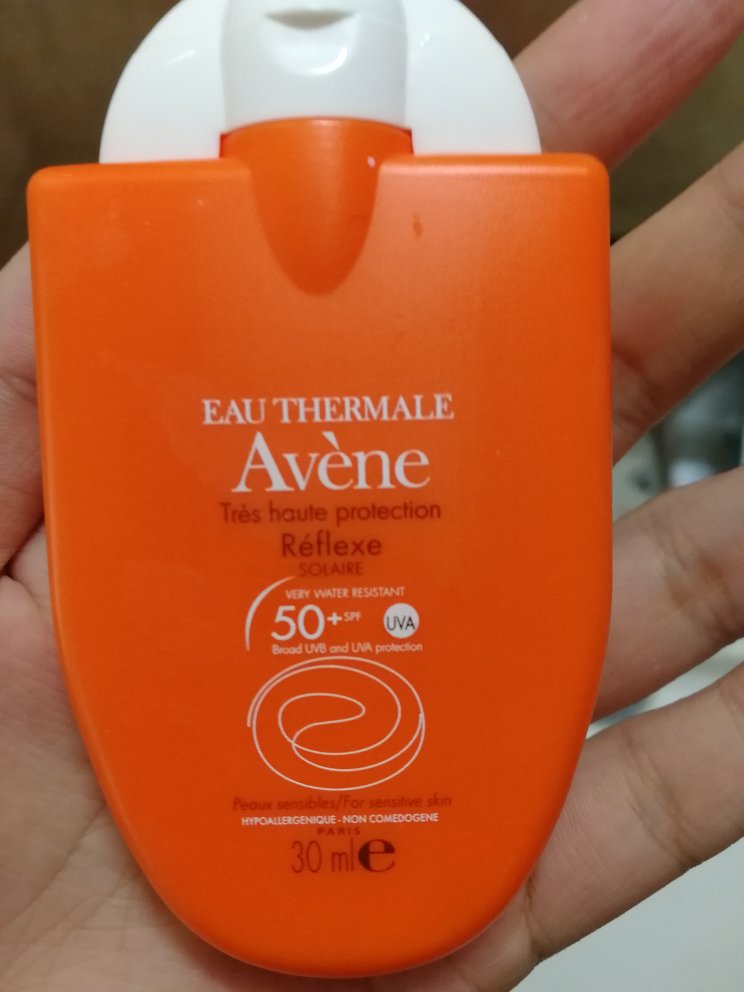 EAU THERMALE
Avène
Très haute protection
Réflexe
SOLAIRE
VERY WATER RESISTANT
50+ SPF UVA
Broad UVB and UVA protection
Peaux sensibles/For sensitive skin
HYPOALLERGENIQUE - NON COMEDOGENE
PARIS
30 ml e